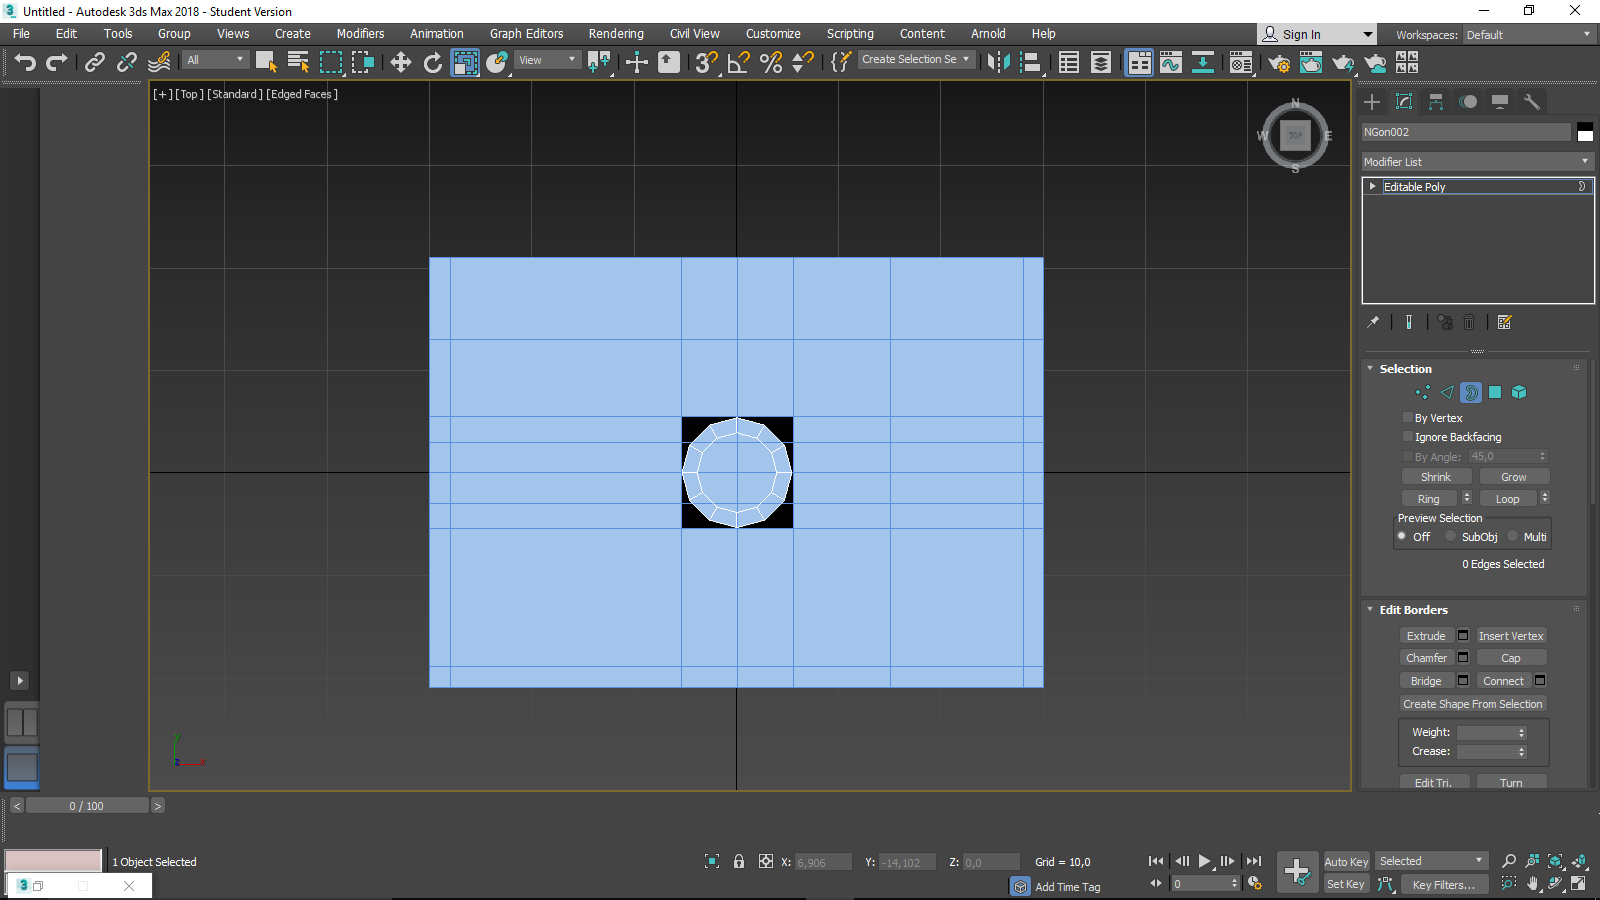 Untitled - Autodesk 3ds Max 2018 - Student Version
File Edit Tools Group Views Create Modifiers Animation Graph Editors Rendering Civil View Customize Scripting Content Arnold Help
Sign In
Workspaces: Default
All
View
Create Selection Se
[+] [Top] [Standard] [Edged Faces]
N
W TOP E
S
NGon002
Modifier List
Editable Poly
Selection
By Vertex
Ignore Backfacing
By Angle: 45,0
Shrink Grow
Ring Loop
Preview Selection
Off SubObj Multi
0 Edges Selected
Edit Borders
Extrude Insert Vertex
Chamfer Cap
Bridge Connect
Create Shape From Selection
Weight:
Crease:
Edit Tri. Turn
y
z x
< 0 / 100 >
1 Object Selected
X: 6,906 Y: -14,102 Z: 0,0 Grid = 10,0
Add Time Tag
0
Auto Key Selected
Set Key Key Filters...